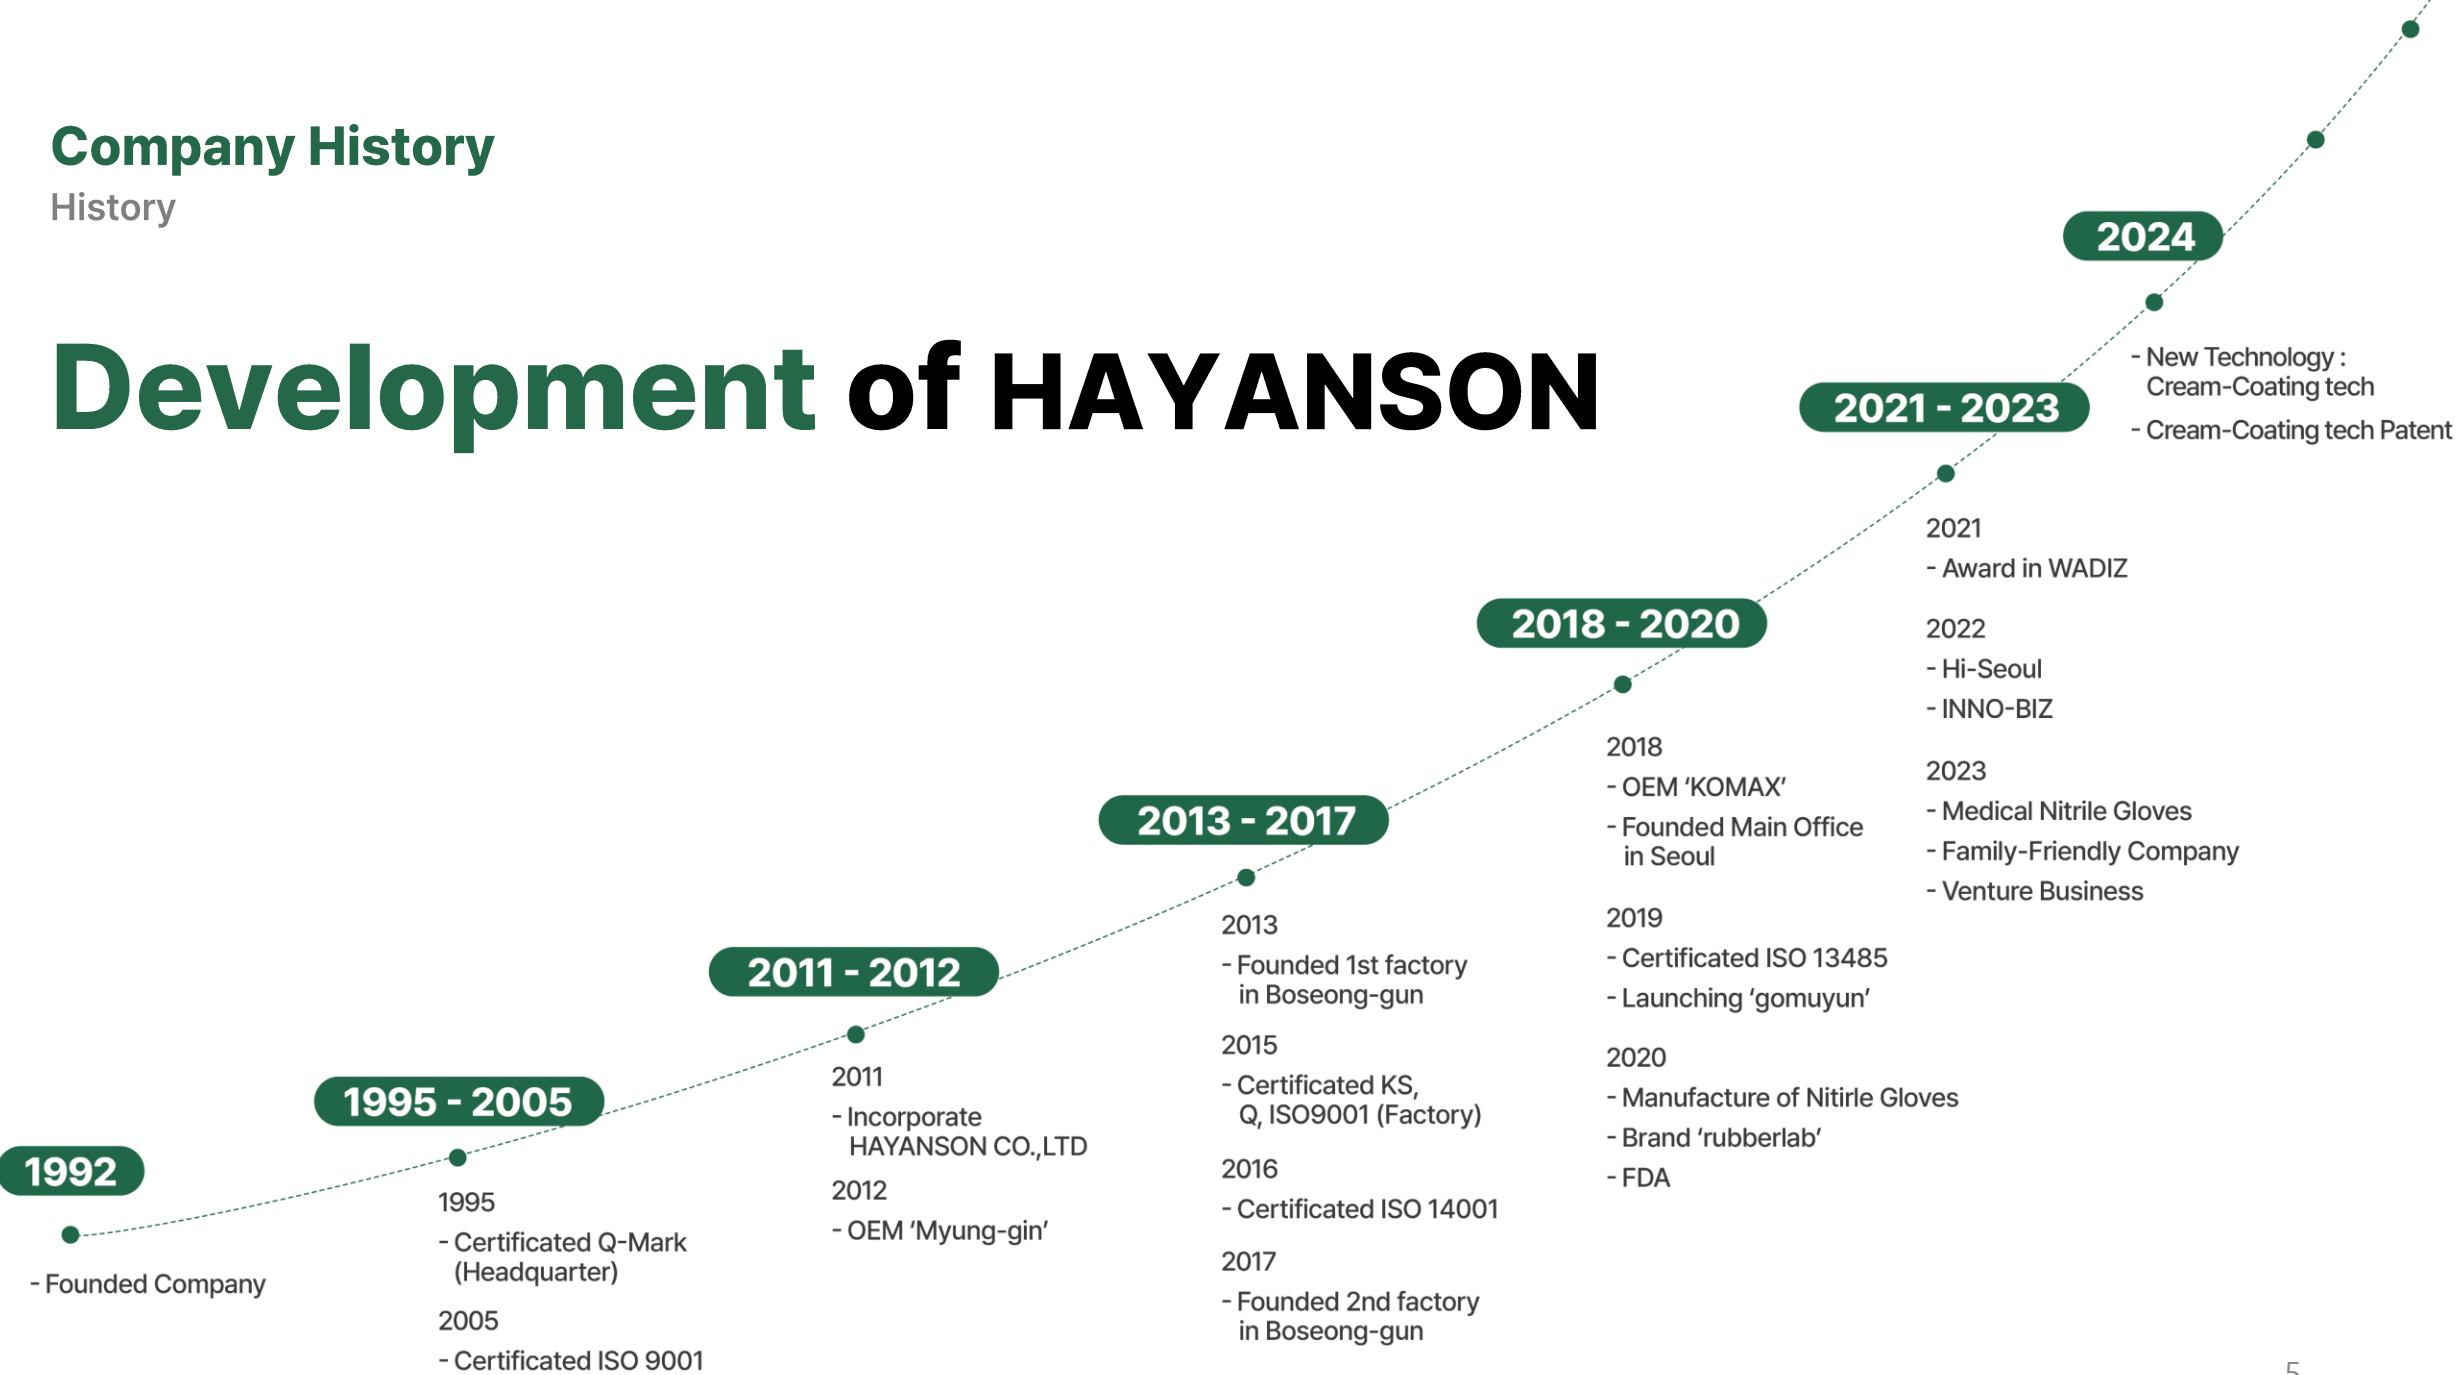 Company History
History
Development of HAYANSON
1992
- Founded Company
1995 - 2005
1995
- Certificated Q-Mark
(Headquarter)
2005
- Certificated ISO 9001
2011 - 2012
2011
- Incorporate
HAYANSON CO.,LTD
2012
- OEM ‘Myung-gin’
2013 - 2017
2013
- Founded 1st factory
in Boseong-gun
2015
- Certificated KS,
Q, ISO9001 (Factory)
2016
- Certificated ISO 14001
2017
- Founded 2nd factory
in Boseong-gun
2018 - 2020
2018
- OEM ‘KOMAX’
- Founded Main Office
in Seoul
2019
- Certificated ISO 13485
- Launching ‘gomuyun’
2020
- Manufacture of Nitirle Gloves
- Brand ‘rubberlab’
- FDA
2021 - 2023
2021
- Award in WADIZ
2022
- Hi-Seoul
- INNO-BIZ
2023
- Medical Nitrile Gloves
- Family-Friendly Company
- Venture Business
2024
- New Technology :
Cream-Coating tech
- Cream-Coating tech Patent
5